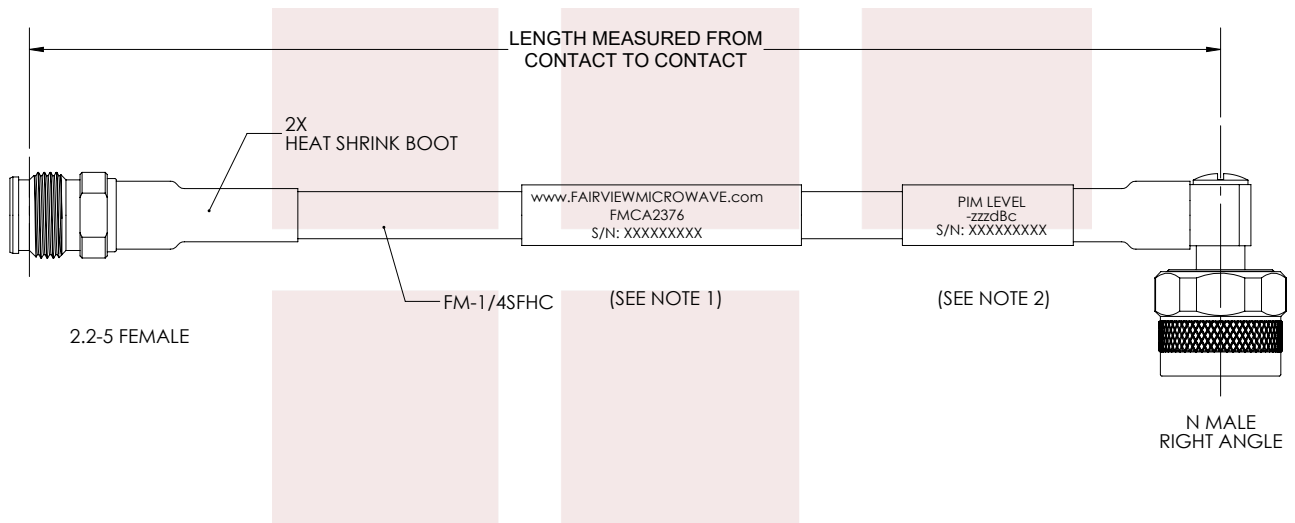 LENGTH MEASURED FROM
CONTACT TO CONTACT
2X
HEAT SHRINK BOOT
www.FAIRVIEWMICROWAVE.com
FMCA2376
S/N: XXXXXXXXX
PIM LEVEL
-zzzdBc
S/N: XXXXXXXXX
FM-1/4SFHC
(SEE NOTE 1)
(SEE NOTE 2)
2.2-5 FEMALE
N MALE
RIGHT ANGLE